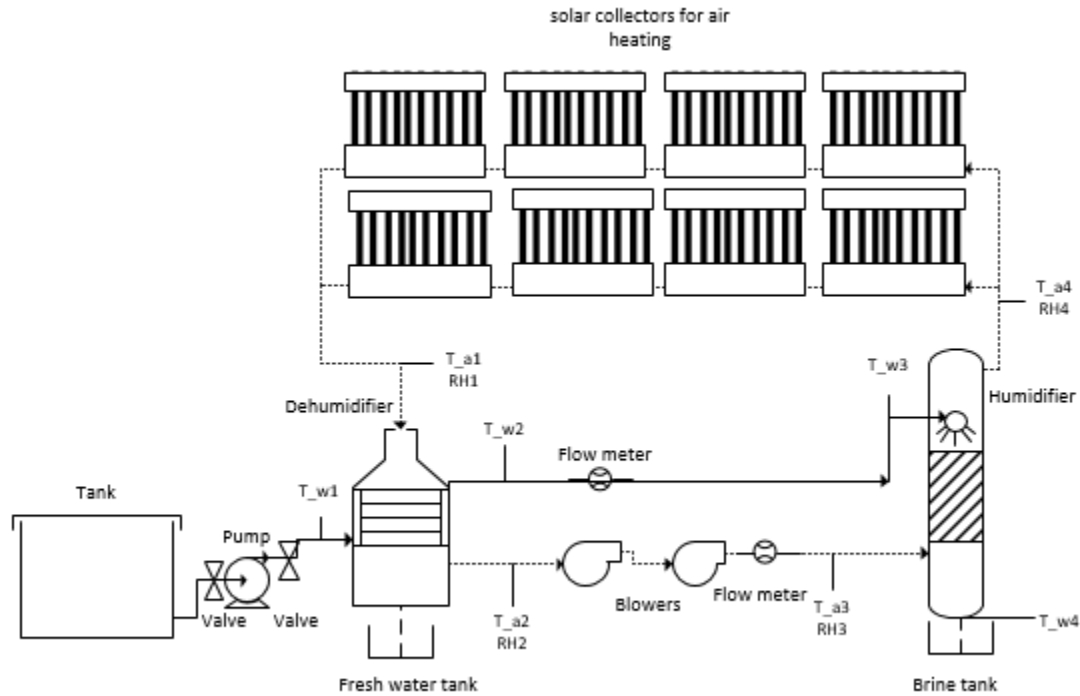 solar collectors for air
heating
T_a4
RH4
T_a1
RH1
T_w3
Humidifier
Dehumidifier
T_w2
Flow meter
Tank
T_w1
Pump
Valve
Valve
Blowers
Flow meter
T_a2
RH2
T_a3
RH3
T_w4
Fresh water tank
Brine tank